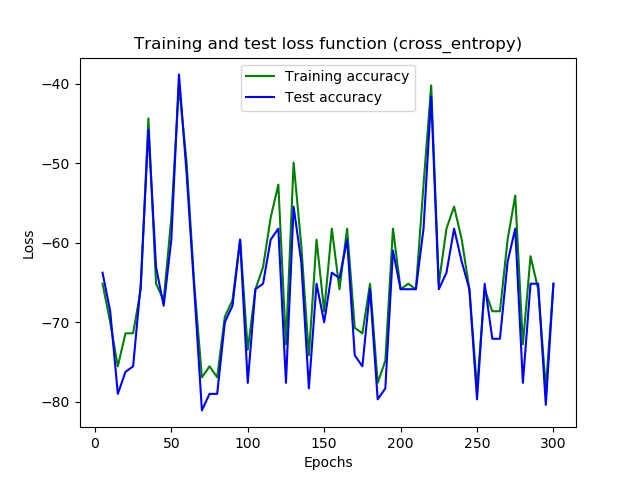 Training and test loss function (cross_entropy)
Training accuracy
Test accuracy
Loss
−40
−50
−60
−70
−80
0
50
100
150
200
250
300
Epochs